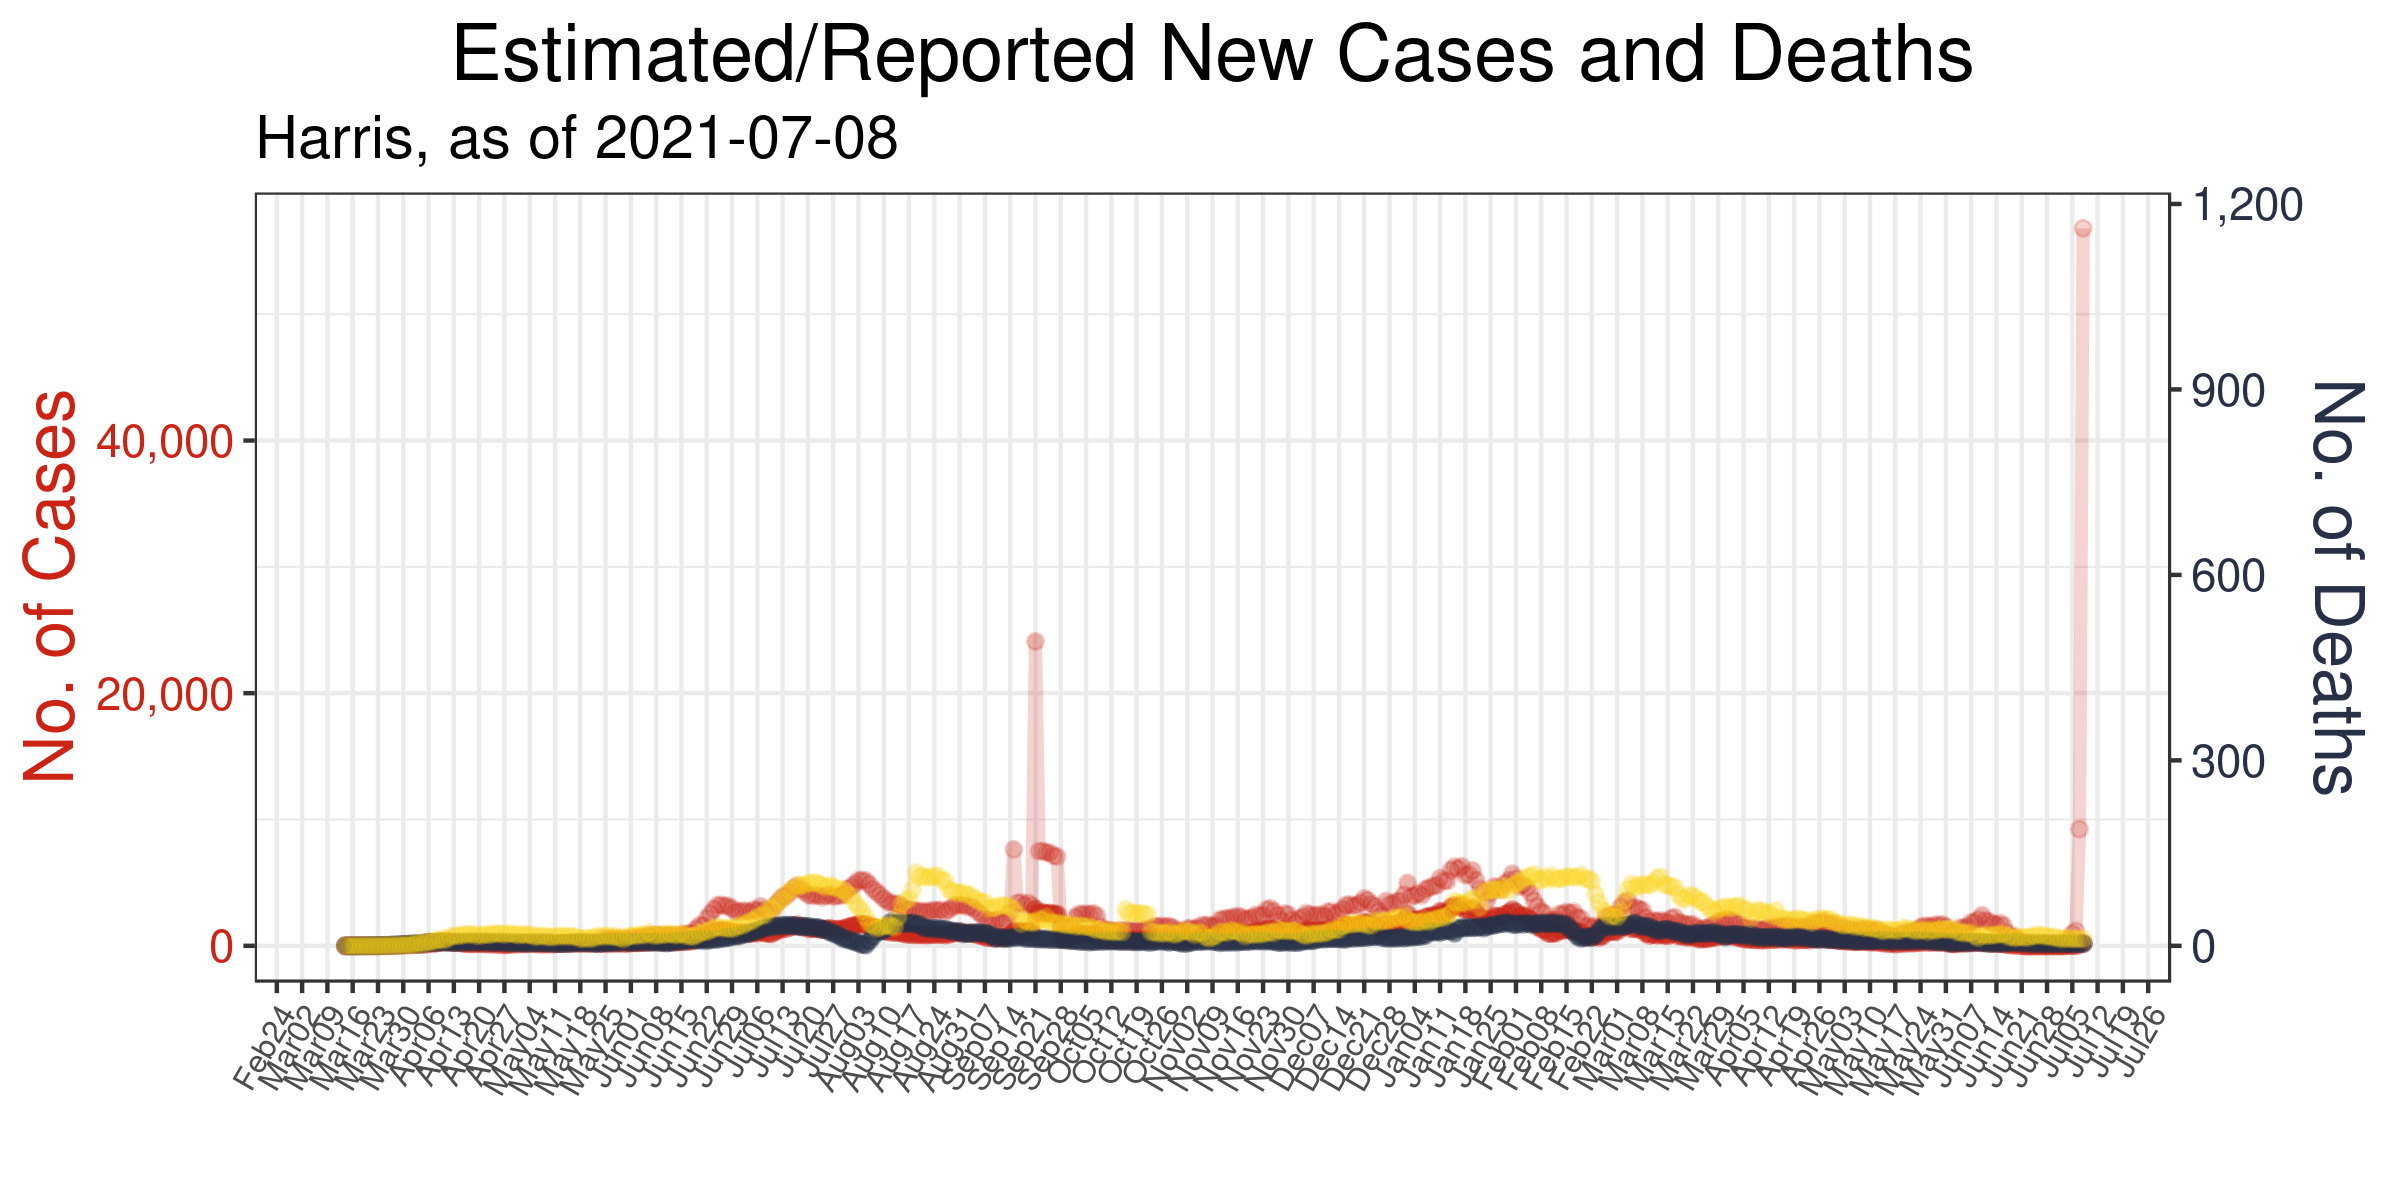 Estimated/Reported New Cases and Deaths
Harris, as of 2021-07-08
No. of Cases
40,000
20,000
0
1,200
900
600
300
0
No. of Deaths
Feb24
Mar02
Mar09
Mar16
Mar23
Mar30
Apr06
Apr13
Apr20
Apr27
May04
May11
May18
May25
Jun01
Jun08
Jun15
Jun22
Jun29
Jul06
Jul13
Jul20
Jul27
Aug03
Aug10
Aug17
Aug24
Aug31
Sep07
Sep14
Sep21
Sep28
Oct05
Oct12
Oct19
Oct26
Nov02
Nov09
Nov16
Nov23
Nov30
Dec07
Dec14
Dec21
Dec28
Jan04
Jan11
Jan18
Jan25
Feb01
Feb08
Feb15
Feb22
Mar01
Mar08
Mar15
Mar22
Mar29
Apr05
Apr12
Apr19
Apr26
May03
May10
May17
May24
May31
Jun07
Jun14
Jun21
Jun28
Jul05
Jul12
Jul19
Jul26